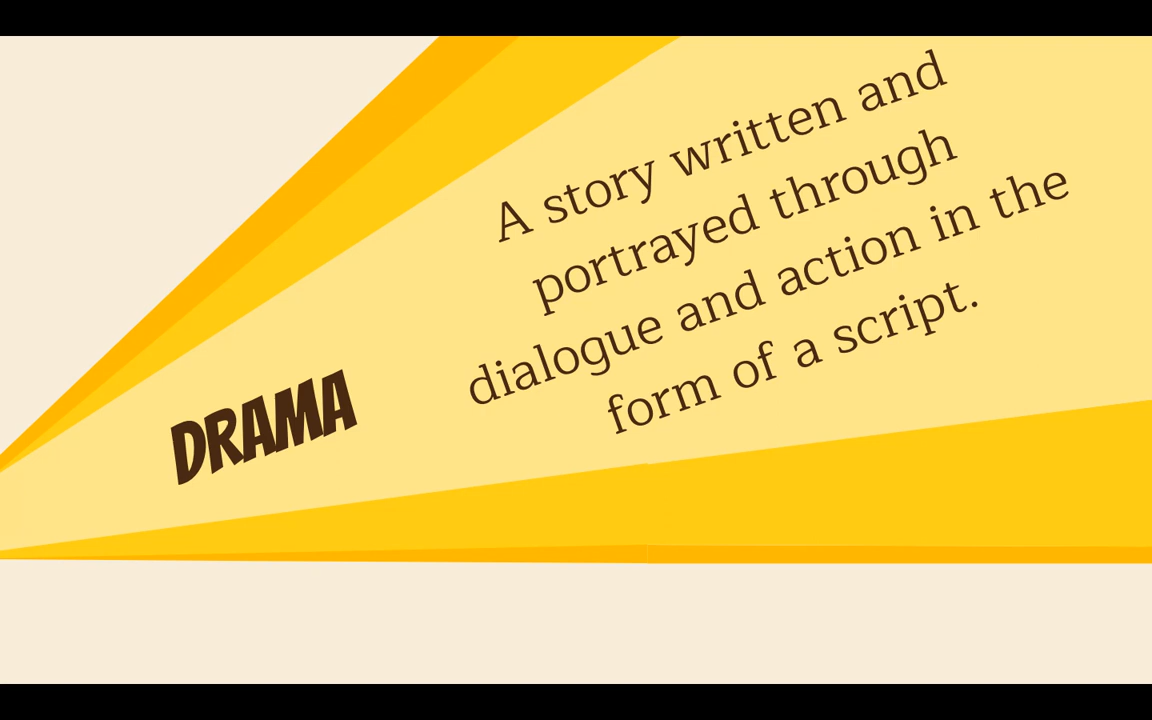 DRAMA
A story written and
portrayed through
dialogue and action in the
form of a script.